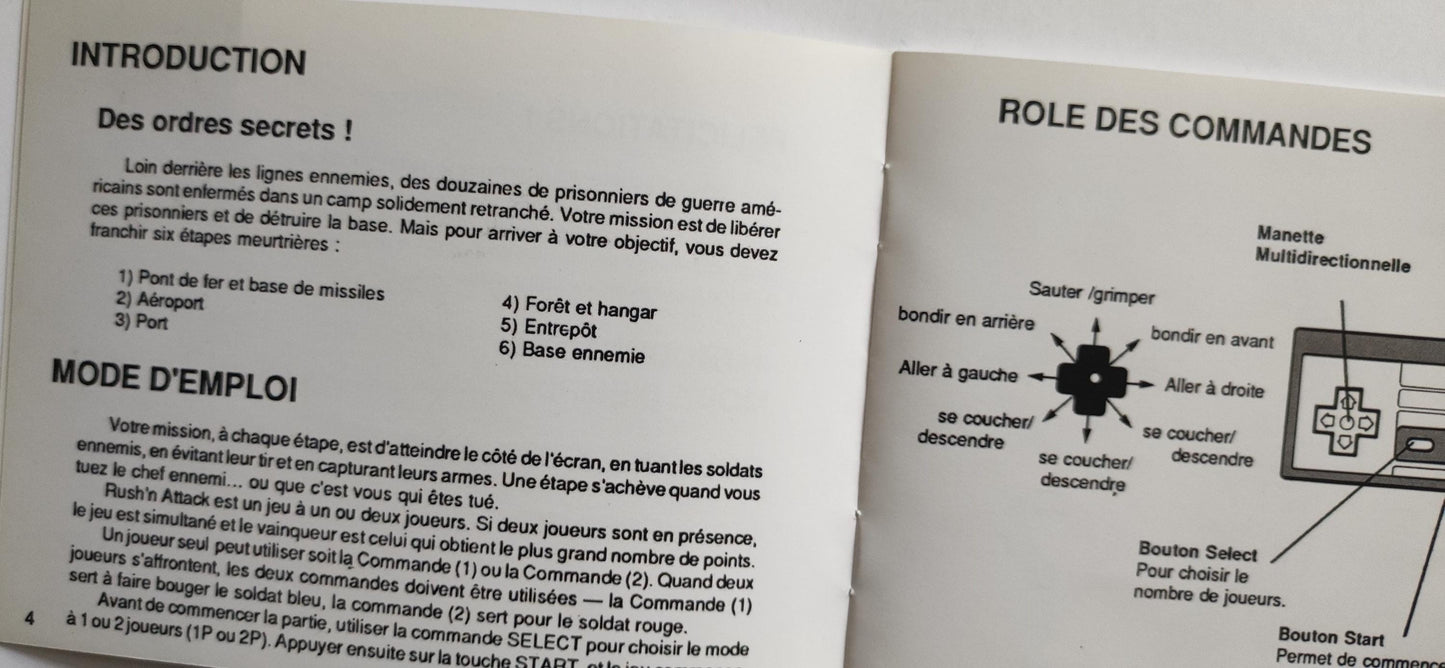 INTRODUCTION
Des ordres secrets !
Loin derrière les lignes ennemies, des douzaines de prisonniers de guerre amé-
ricains sont enfermés dans un camp solidement retranché. Votre mission est de libérer
ces prisonniers et de détruire la base. Mais pour arriver à votre objectif, vous devez
franchir six étapes meurtrières :
1) Pont de fer et base de missiles
2) Aéroport
3) Port
4) Forêt et hangar
5) Entrepôt
6) Base ennemie
MODE D'EMPLOI
Votre mission, à chaque étape, est d'atteindre le côté de l'écran, en tuant les soldats
ennemis, en évitant leur tir et en capturant leurs armes. Une étape s'achève quand vous
tuez le chef ennemi... ou que c'est vous qui êtes tué.
Rush'n Attack est un jeu à un ou deux joueurs. Si deux joueurs sont en présence,
le jeu est simultané et le vainqueur est celui qui obtient le plus grand nombre de points.
Un joueur seul peut utiliser soit la Commande (1) ou la Commande (2). Quand deux
joueurs s'affrontent, les deux commandes doivent être utilisées — la Commande (1)
sert à faire bouger le soldat bleu, la commande (2) sert pour le soldat rouge.
Avant de commencer la partie, utiliser la commande SELECT pour choisir le mode
à 1 ou 2 joueurs (1P ou 2P). Appuyer ensuite sur la touche START, et le jeu
4
ROLE DES COMMANDES
Manette
Multidirectionnelle
Sauter /grimper
bondir en arrière
bondir en avant
Aller à gauche
Aller à droite
se coucher/
descendre
se coucher/
descendre
se coucher/
descendre
Bouton Select
Pour choisir le
nombre de joueurs.
Bouton Start
Permet de